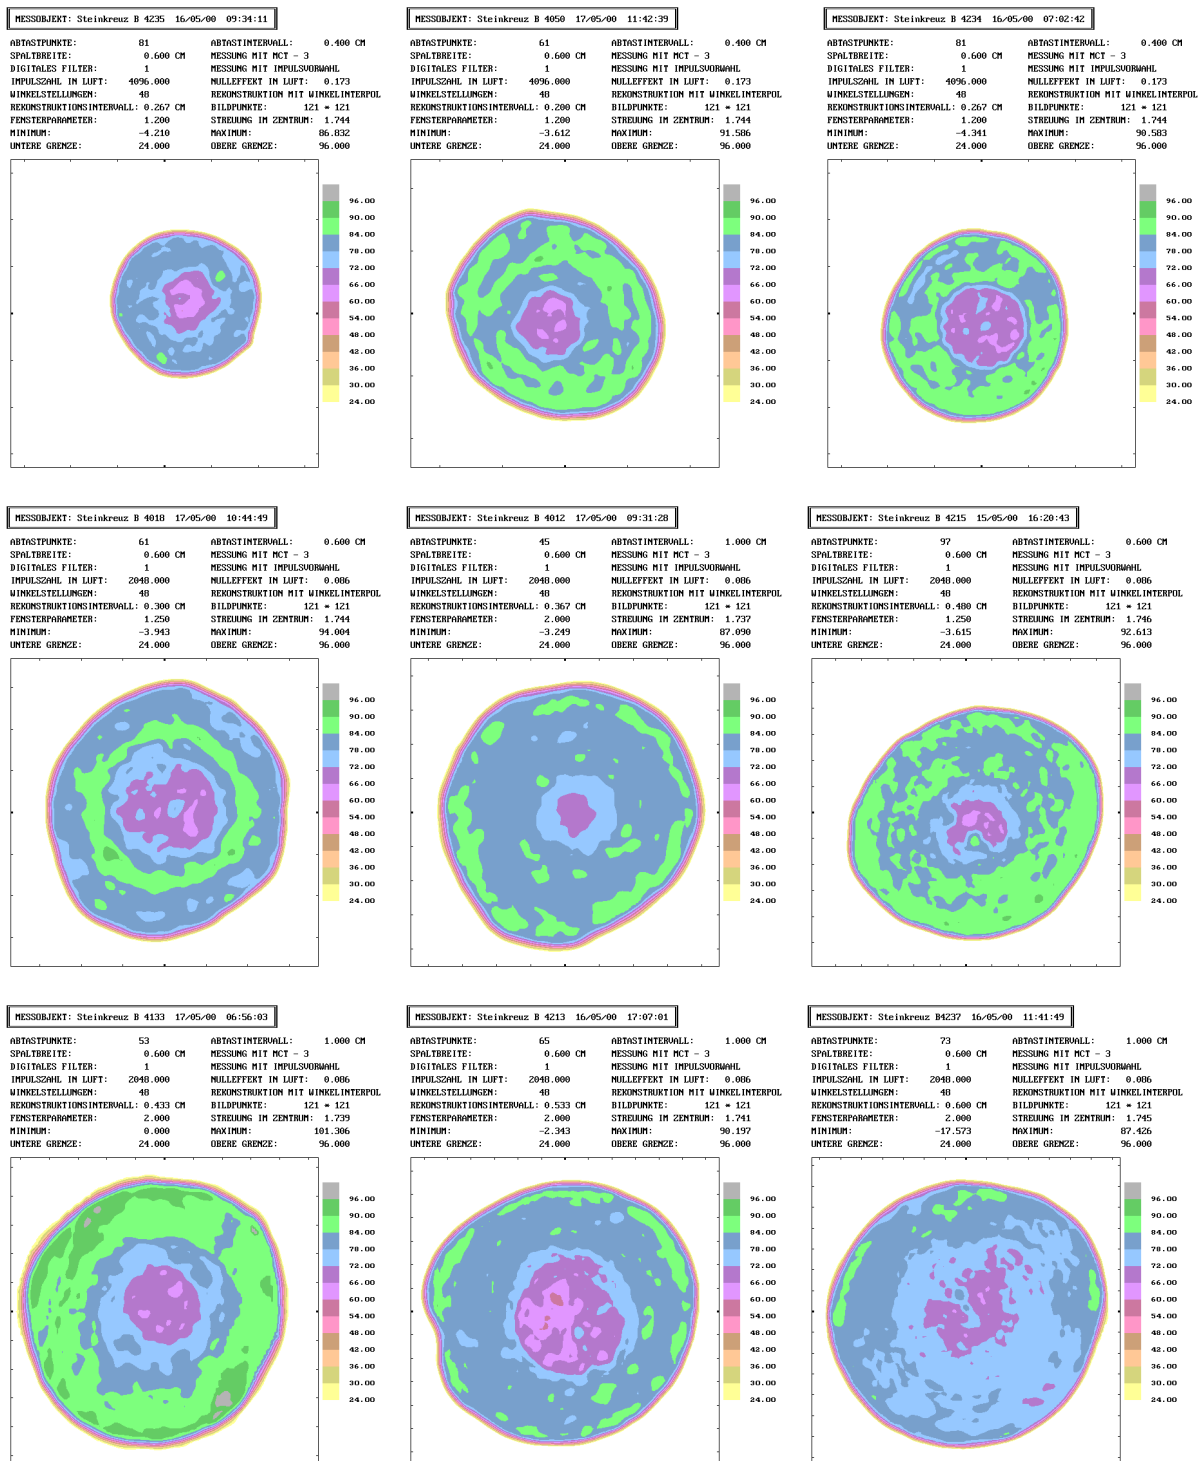 MESSOBJEKT: Steinkreuz B 4235 16/05/00 09:34:11
ABTASTPUNKTE: 81 ABTASTINTERVALL: 0.400 CM
SPALTBREITE: 0.600 CM MESSUNG MIT MCT - 3
DIGITALES FILTER: 1 MESSUNG MIT IMPULSVORWAHL
IMPULSZAHL IN LUFT: 4096.000 NULLEFFEKT IN LUFT: 0.173
WINKELSTELLUNGEN: 48 REKONSTRUKTION MIT WINKELINTERPOL
REKONSTRUKTIONSINTERVALL: 0.267 CM BILDPUNKTE: 121 * 121
FENSTERPARAMETER: 1.200 STREUUNG IM ZENTRUM: 1.744
MINIMUM: -4.210 MAXIMUM: 86.832
UNTERE GRENZE: 24.000 OBERE GRENZE: 96.000
96.00
90.00
84.00
78.00
72.00
66.00
60.00
54.00
48.00
42.00
36.00
30.00
24.00
MESSOBJEKT: Steinkreuz B 4050 17/05/00 11:42:39
ABTASTPUNKTE: 61 ABTASTINTERVALL: 0.400 CM
SPALTBREITE: 0.600 CM MESSUNG MIT MCT - 3
DIGITALES FILTER: 1 MESSUNG MIT IMPULSVORWAHL
IMPULSZAHL IN LUFT: 4096.000 NULLEFFEKT IN LUFT: 0.173
WINKELSTELLUNGEN: 48 REKONSTRUKTION MIT WINKELINTERPOL
REKONSTRUKTIONSINTERVALL: 0.200 CM BILDPUNKTE: 121 * 121
FENSTERPARAMETER: 1.200 STREUUNG IM ZENTRUM: 1.744
MINIMUM: -3.612 MAXIMUM: 91.586
UNTERE GRENZE: 24.000 OBERE GRENZE: 96.000
96.00
90.00
84.00
78.00
72.00
66.00
60.00
54.00
48.00
42.00
36.00
30.00
24.00
MESSOBJEKT: Steinkreuz B 4234 16/05/00 07:02:42
ABTASTPUNKTE: 81 ABTASTINTERVALL: 0.400 CM
SPALTBREITE: 0.600 CM MESSUNG MIT MCT - 3
DIGITALES FILTER: 1 MESSUNG MIT IMPULSVORWAHL
IMPULSZAHL IN LUFT: 4096.000 NULLEFFEKT IN LUFT: 0.173
WINKELSTELLUNGEN: 48 REKONSTRUKTION MIT WINKELINTERPOL
REKONSTRUKTIONSINTERVALL: 0.267 CM BILDPUNKTE: 121 * 121
FENSTERPARAMETER: 1.200 STREUUNG IM ZENTRUM: 1.744
MINIMUM: -4.341 MAXIMUM: 90.583
UNTERE GRENZE: 24.000 OBERE GRENZE: 96.000
96.00
90.00
84.00
78.00
72.00
66.00
60.00
54.00
48.00
42.00
36.00
30.00
24.00
MESSOBJEKT: Steinkreuz B 4018 17/05/00 10:44:49
ABTASTPUNKTE: 61 ABTASTINTERVALL: 0.600 CM
SPALTBREITE: 0.600 CM MESSUNG MIT MCT - 3
DIGITALES FILTER: 1 MESSUNG MIT IMPULSVORWAHL
IMPULSZAHL IN LUFT: 2048.000 NULLEFFEKT IN LUFT: 0.086
WINKELSTELLUNGEN: 48 REKONSTRUKTION MIT WINKELINTERPOL
REKONSTRUKTIONSINTERVALL: 0.300 CM BILDPUNKTE: 121 * 121
FENSTERPARAMETER: 1.250 STREUUNG IM ZENTRUM: 1.744
MINIMUM: -3.943 MAXIMUM: 94.004
UNTERE GRENZE: 24.000 OBERE GRENZE: 96.000
96.00
90.00
84.00
78.00
72.00
66.00
60.00
54.00
48.00
42.00
36.00
30.00
24.00
MESSOBJEKT: Steinkreuz B 4012 17/05/00 09:31:28
ABTASTPUNKTE: 45 ABTASTINTERVALL: 1.000 CM
SPALTBREITE: 0.600 CM MESSUNG MIT MCT - 3
DIGITALES FILTER: 1 MESSUNG MIT IMPULSVORWAHL
IMPULSZAHL IN LUFT: 2048.000 NULLEFFEKT IN LUFT: 0.086
WINKELSTELLUNGEN: 48 REKONSTRUKTION MIT WINKELINTERPOL
REKONSTRUKTIONSINTERVALL: 0.367 CM BILDPUNKTE: 121 * 121
FENSTERPARAMETER: 2.000 STREUUNG IM ZENTRUM: 1.737
MINIMUM: -3.249 MAXIMUM: 87.090
UNTERE GRENZE: 24.000 OBERE GRENZE: 96.000
96.00
90.00
84.00
78.00
72.00
66.00
60.00
54.00
48.00
42.00
36.00
30.00
24.00
MESSOBJEKT: Steinkreuz B 4215 15/05/00 16:20:43
ABTASTPUNKTE: 97 ABTASTINTERVALL: 0.600 CM
SPALTBREITE: 0.600 CM MESSUNG MIT MCT - 3
DIGITALES FILTER: 1 MESSUNG MIT IMPULSVORWAHL
IMPULSZAHL IN LUFT: 2048.000 NULLEFFEKT IN LUFT: 0.086
WINKELSTELLUNGEN: 48 REKONSTRUKTION MIT WINKELINTERPOL
REKONSTRUKTIONSINTERVALL: 0.480 CM BILDPUNKTE: 121 * 121
FENSTERPARAMETER: 1.250 STREUUNG IM ZENTRUM: 1.746
MINIMUM: -3.615 MAXIMUM: 92.613
UNTERE GRENZE: 24.000 OBERE GRENZE: 96.000
96.00
90.00
84.00
78.00
72.00
66.00
60.00
54.00
48.00
42.00
36.00
30.00
24.00
MESSOBJEKT: Steinkreuz B 4133 17/05/00 06:56:03
ABTASTPUNKTE: 53 ABTASTINTERVALL: 1.000 CM
SPALTBREITE: 0.600 CM MESSUNG MIT MCT - 3
DIGITALES FILTER: 1 MESSUNG MIT IMPULSVORWAHL
IMPULSZAHL IN LUFT: 2048.000 NULLEFFEKT IN LUFT: 0.086
WINKELSTELLUNGEN: 48 REKONSTRUKTION MIT WINKELINTERPOL
REKONSTRUKTIONSINTERVALL: 0.433 CM BILDPUNKTE: 121 * 121
FENSTERPARAMETER: 2.000 STREUUNG IM ZENTRUM: 1.739
MINIMUM: 0.000 MAXIMUM: 101.306
UNTERE GRENZE: 24.000 OBERE GRENZE: 96.000
96.00
90.00
84.00
78.00
72.00
66.00
60.00
54.00
48.00
42.00
36.00
30.00
24.00
MESSOBJEKT: Steinkreuz B 4213 16/05/00 17:07:01
ABTASTPUNKTE: 65 ABTASTINTERVALL: 1.000 CM
SPALTBREITE: 0.600 CM MESSUNG MIT MCT - 3
DIGITALES FILTER: 1 MESSUNG MIT IMPULSVORWAHL
IMPULSZAHL IN LUFT: 2048.000 NULLEFFEKT IN LUFT: 0.086
WINKELSTELLUNGEN: 48 REKONSTRUKTION MIT WINKELINTERPOL
REKONSTRUKTIONSINTERVALL: 0.533 CM BILDPUNKTE: 121 * 121
FENSTERPARAMETER: 2.000 STREUUNG IM ZENTRUM: 1.741
MINIMUM: -2.343 MAXIMUM: 90.197
UNTERE GRENZE: 24.000 OBERE GRENZE: 96.000
96.00
90.00
84.00
78.00
72.00
66.00
60.00
54.00
48.00
42.00
36.00
30.00
24.00
MESSOBJEKT: Steinkreuz B4237 16/05/00 11:41:49
ABTASTPUNKTE: 73 ABTASTINTERVALL: 1.000 CM
SPALTBREITE: 0.600 CM MESSUNG MIT MCT - 3
DIGITALES FILTER: 1 MESSUNG MIT IMPULSVORWAHL
IMPULSZAHL IN LUFT: 2048.000 NULLEFFEKT IN LUFT: 0.086
WINKELSTELLUNGEN: 48 REKONSTRUKTION MIT WINKELINTERPOL
REKONSTRUKTIONSINTERVALL: 0.600 CM BILDPUNKTE: 121 * 121
FENSTERPARAMETER: 2.000 STREUUNG IM ZENTRUM: 1.745
MINIMUM: -17.573 MAXIMUM: 87.426
UNTERE GRENZE: 24.000 OBERE GRENZE: 96.000
96.00
90.00
84.00
78.00
72.00
66.00
60.00
54.00
48.00
42.00
36.00
30.00
24.00